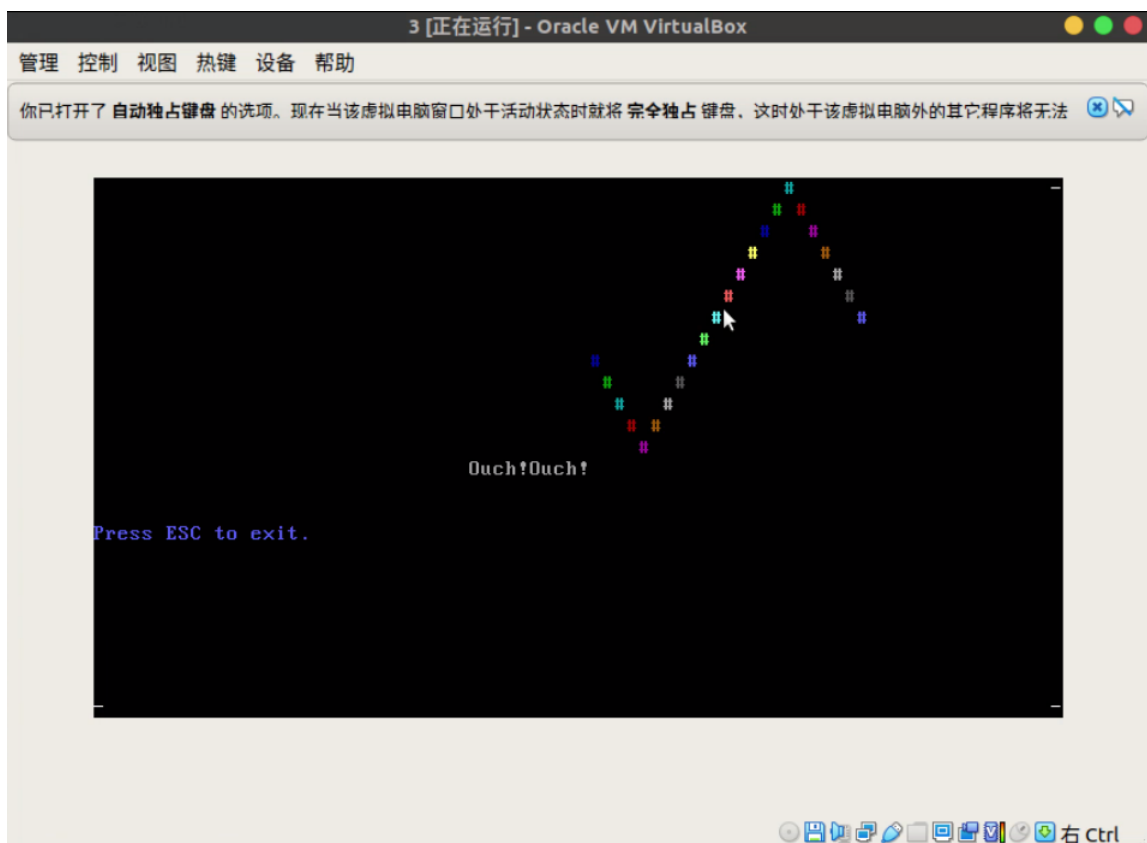 3 [正在运行] - Oracle VM VirtualBox
管理 控制 视图 热键 设备 帮助
你已打开了 自动独占键盘 的选项。现在当该虚拟电脑窗口处于活动状态时就将 完全独占 键盘，这时处于该虚拟电脑外的其它程序将无法
#
# #
# #
# #
# #
# #
# #
#
# #
# #
# #
# #
#
Ouch!Ouch!
Press ESC to exit.
右 Ctrl